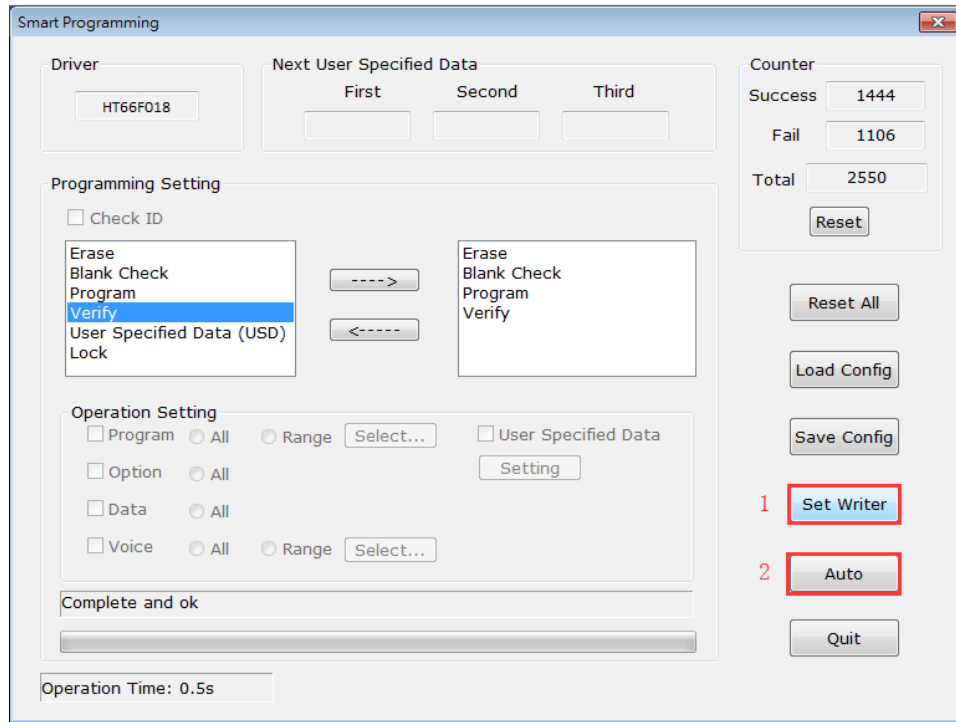 Smart Programming
Driver
HT66F018
Next User Specified Data
First Second Third
Counter
Success 1444
Fail 1106
Total 2550
Reset
Programming Setting
Check ID
Erase
Blank Check
Program
Verify
User Specified Data (USD)
Lock
---->
<-----
Erase
Blank Check
Program
Verify
Operation Setting
Program All Range Select... User Specified Data
Option All Setting
Data All
Voice All Range Select...
Complete and ok
Operation Time: 0.5s
Reset All
Load Config
Save Config
1 Set Writer
2 Auto
Quit